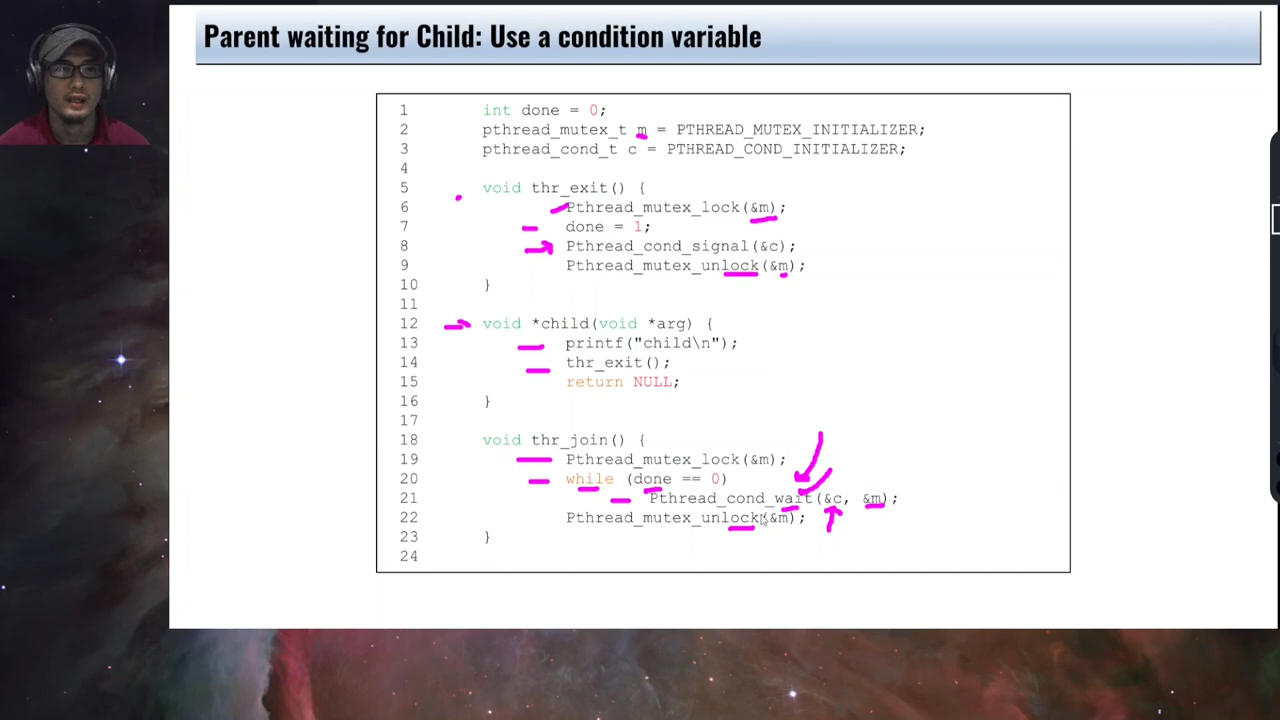 Parent waiting for Child: Use a condition variable
1 int done = 0;
2 pthread_mutex_t m = PTHREAD_MUTEX_INITIALIZER;
3 pthread_cond_t c = PTHREAD_COND_INITIALIZER;
4
5 void thr_exit() {
6 Pthread_mutex_lock(&m);
7 done = 1;
8 Pthread_cond_signal(&c);
9 Pthread_mutex_unlock(&m);
10 }
11
12 void *child(void *arg) {
13 printf("child\n");
14 thr_exit();
15 return NULL;
16 }
17
18 void thr_join() {
19 Pthread_mutex_lock(&m);
20 while (done == 0)
21 Pthread_cond_wait(&c, &m);
22 Pthread_mutex_unlock(&m);
23 }
24